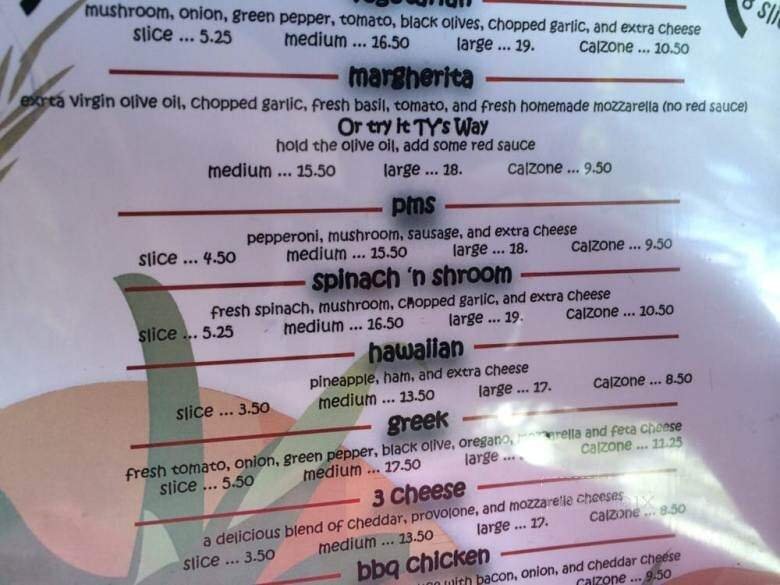 mushroom, onion, green pepper, tomato, black olives, chopped garlic, and extra cheese
slice ... 5.25 medium ... 16.50 large ... 19. calzone ... 10.50
margherita
exrta virgin olive oil, chopped garlic, fresh basil, tomato, and fresh homemade mozzarella (no red sauce)
Or try it TY's Way
hold the olive oil, add some red sauce
medium ... 15.50 large ... 18. calzone ... 9.50
pms
pepperoni, mushroom, sausage, and extra cheese
slice ... 4.50 medium ... 15.50 large ... 18. calzone ... 9.50
spinach 'n shroom
fresh spinach, mushroom, chopped garlic, and extra cheese
slice ... 5.25 medium ... 16.50 large ... 19. calzone ... 10.50
hawaiian
pineapple, ham, and extra cheese
slice ... 3.50 medium ... 13.50 large ... 17. calzone ... 8.50
greek
fresh tomato, onion, green pepper, black olive, oregano, and feta cheese
slice ... 5.50 medium ... 17.50 large ... calzone ... 11.25
3 cheese
a delicious blend of cheddar, provolone, and mozzarella cheeses
slice ... 3.50 medium ... 13.50 large ... 17. calzone ... 8.50
bbq chicken
with bacon, onion, and cheddar cheese
calzone ... 9.50